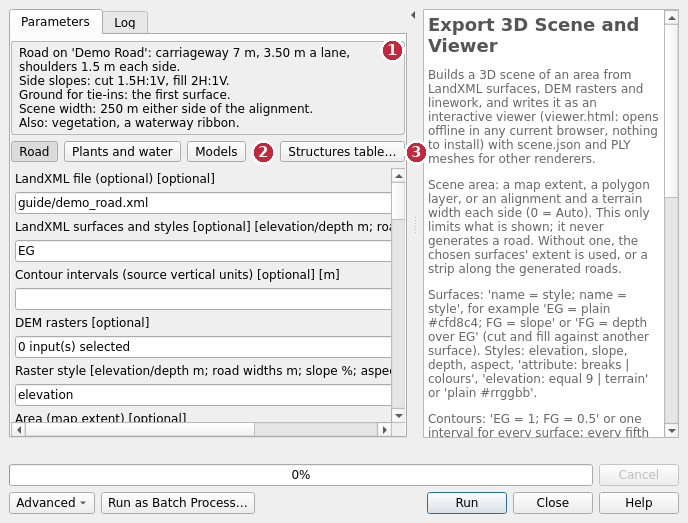 Parameters
Log
Road on 'Demo Road': carriageway 7 m, 3.50 m a lane,
shoulders 1.5 m each side.
Side slopes: cut 1.5H:1V, fill 2H:1V.
Ground for tie-ins: the first surface.
Scene width: 250 m either side of the alignment.
Also: vegetation, a waterway ribbon.
1
Road
Plants and water
Models
2
Structures table…
3
LandXML file (optional) [optional]
guide/demo_road.xml
LandXML surfaces and styles [optional] [elevation/depth m; roa
EG
Contour intervals (source vertical units) [optional] [m]
DEM rasters [optional]
0 input(s) selected
Raster style [elevation/depth m; road widths m; slope %; aspec
elevation
Area (map extent) [optional]
Export 3D Scene and
Viewer
Builds a 3D scene of an area from
LandXML surfaces, DEM rasters and
linework, and writes it as an
interactive viewer (viewer.html: opens
offline in any current browser, nothing
to install) with scene.json and PLY
meshes for other renderers.
Scene area: a map extent, a polygon
layer, or an alignment and a terrain
width each side (0 = Auto). This only
limits what is shown; it never
generates a road. Without one, the
chosen surfaces' extent is used, or a
strip along the generated roads.
Surfaces: 'name = style; name =
style', for example 'EG = plain
#cfd8c4; FG = slope' or 'FG = depth
over EG' (cut and fill against another
surface). Styles: elevation, slope,
depth, aspect, 'attribute: breaks |
colours', 'elevation: equal 9 | terrain'
or 'plain #rrggbb'.
Contours: 'EG = 1; FG = 0.5' or one
interval for every surface; every fifth
0%
Cancel
Advanced
Run as Batch Process…
Run
Close
Help